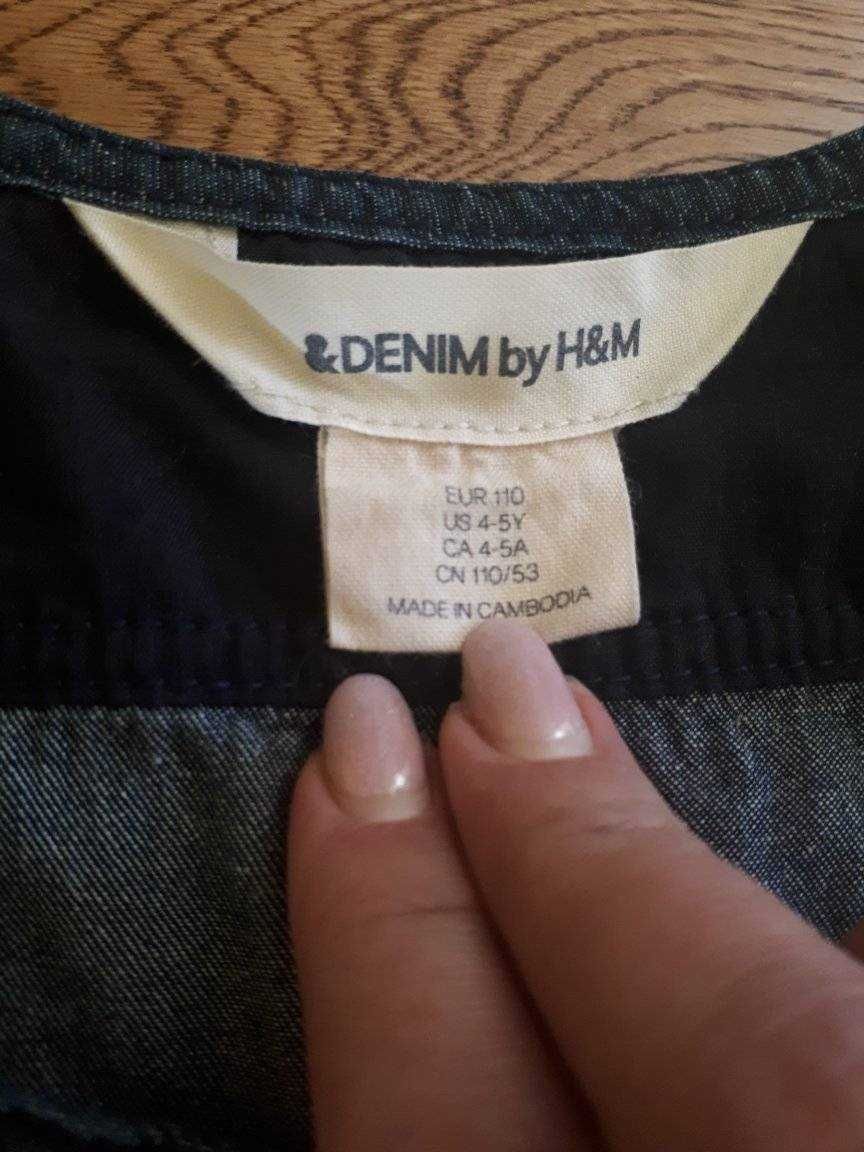 &DENIM by H&M
EUR 110
US 4-5Y
CA 4-5A
CN 110/53
MADE IN CAMBODIA